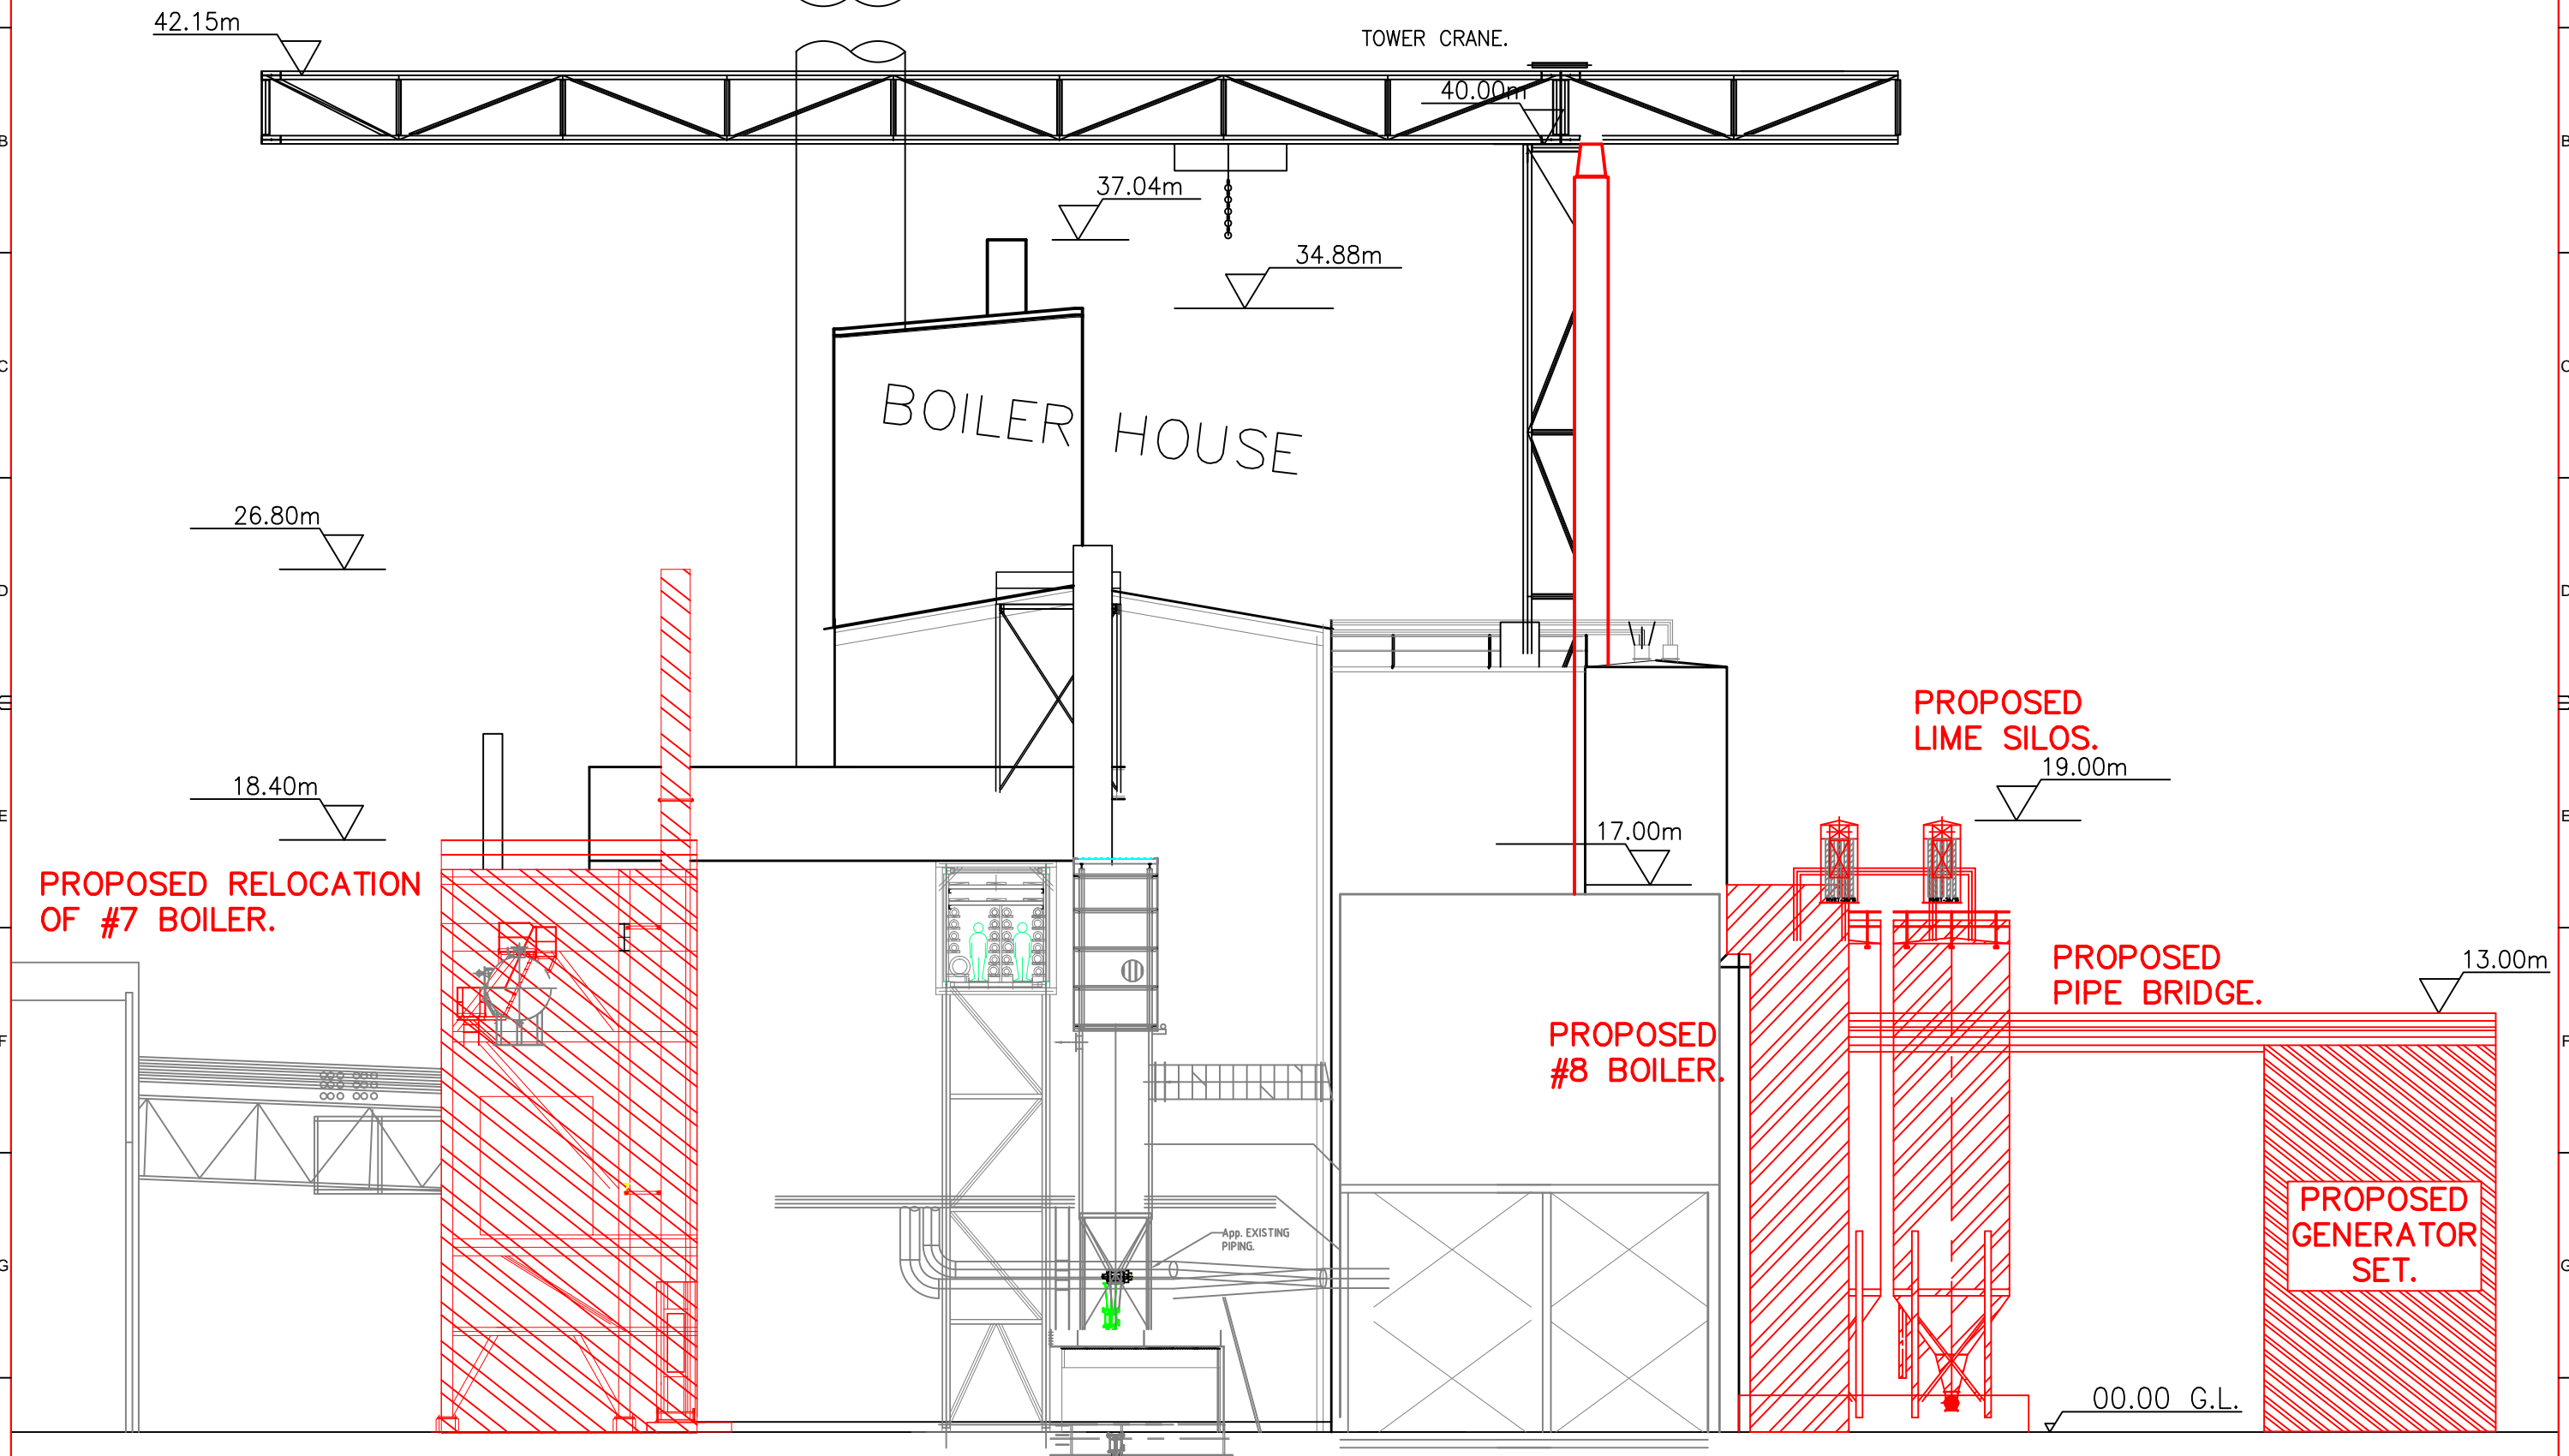 42.15m
TOWER CRANE.
40.00m
B
B
37.04m
34.88m
C
C
BOILER HOUSE
26.80m
D
D
PROPOSED
LIME SILOS.
19.00m
18.40m
E
E
17.00m
PROPOSED RELOCATION
OF #7 BOILER.
PROPOSED
PIPE BRIDGE.
13.00m
PROPOSED
#8 BOILER.
F
F
PROPOSED
GENERATOR
SET.
App. EXISTING
PIPING.
G
G
00.00 G.L.